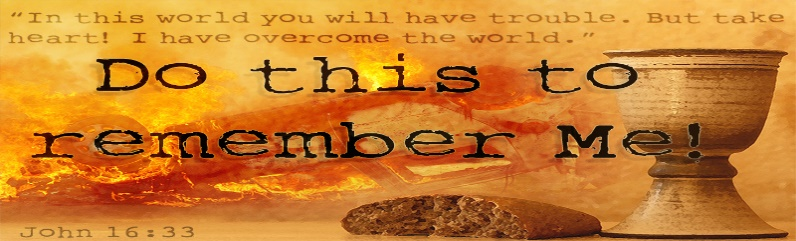 “In this world you will have trouble. But take
heart! I have overcome the world.”
Do this to
remember Me!
John 16:33